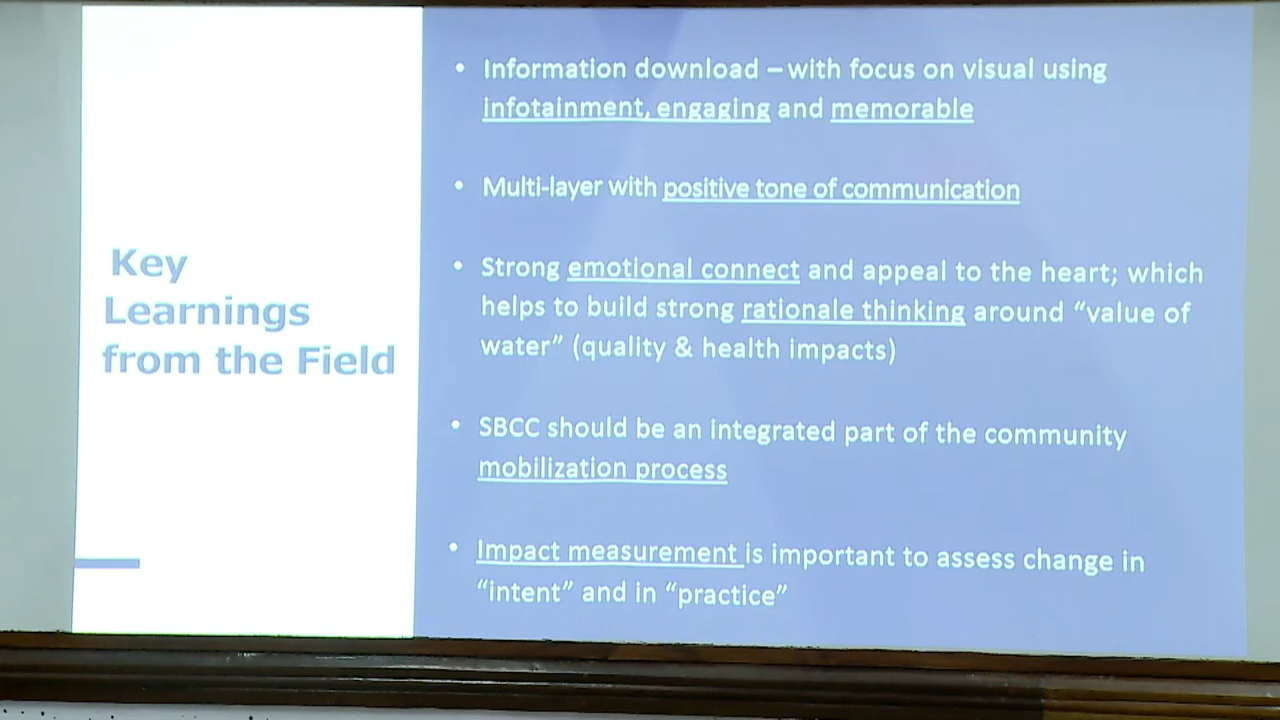 Key
Learnings
from the Field
• Information download – with focus on visual using
infotainment, engaging and memorable
• Multi-layer with positive tone of communication
• Strong emotional connect and appeal to the heart; which
helps to build strong rationale thinking around “value of
water” (quality & health impacts)
• SBCC should be an integrated part of the community
mobilization process
• Impact measurement is important to assess change in
“intent” and in “practice”